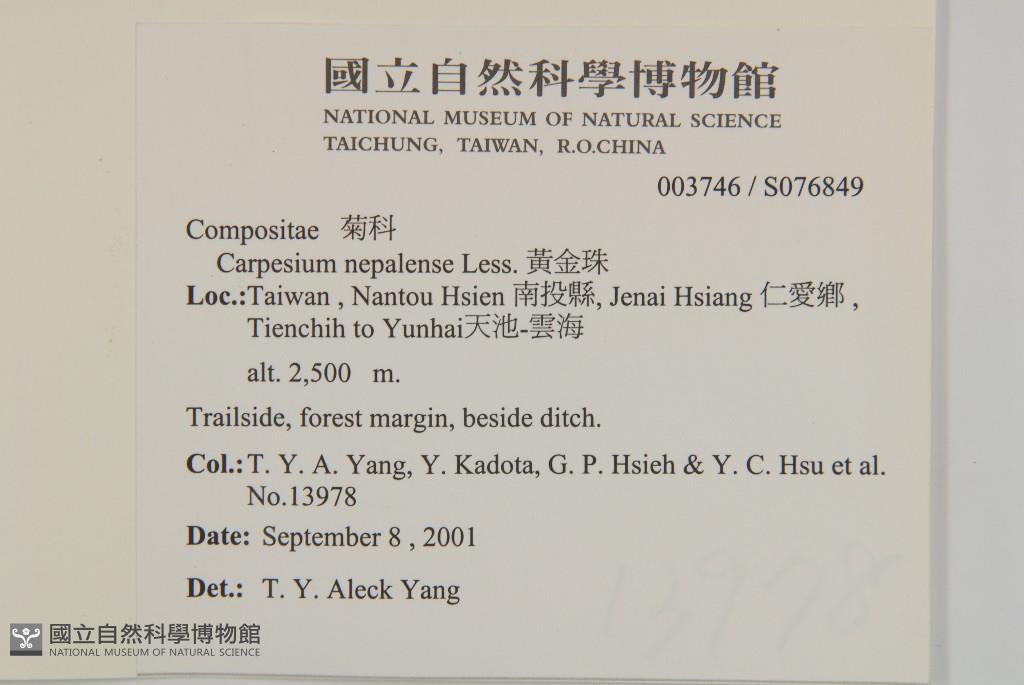 國立自然科學博物館
NATIONAL MUSEUM OF NATURAL SCIENCE
TAICHUNG, TAIWAN, R.O.CHINA
003746 / S076849
Compositae 菊科
Carpesium nepalense Less. 黃金珠
Loc.:Taiwan , Nantou Hsien 南投縣, Jenai Hsiang 仁愛鄉 ,
Tienchih to Yunhai天池-雲海
alt. 2,500 m.
Trailside, forest margin, beside ditch.
Col.: T. Y. A. Yang, Y. Kadota, G. P. Hsieh & Y. C. Hsu et al.
No.13978
Date: September 8 , 2001
Det.: T. Y. Aleck Yang
13978
國立自然科學博物館
NATIONAL MUSEUM OF NATURAL SCIENCE